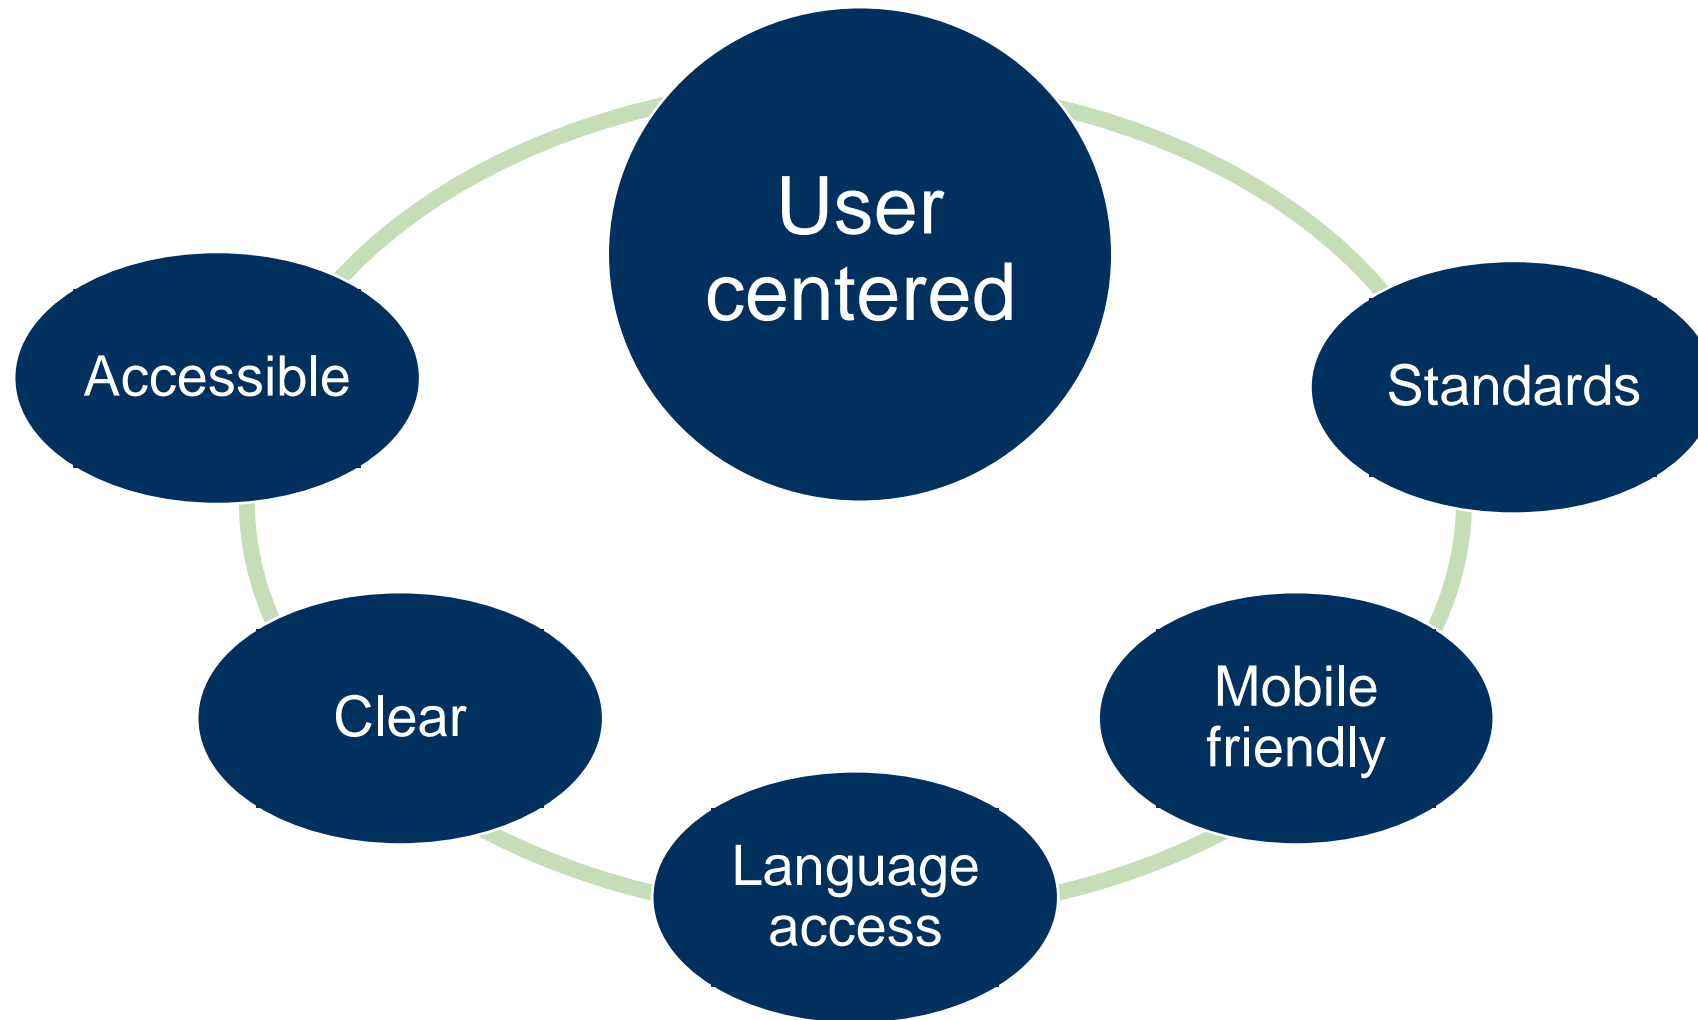 User
centered
Accessible
Standards
Clear
Mobile
friendly
Language
access